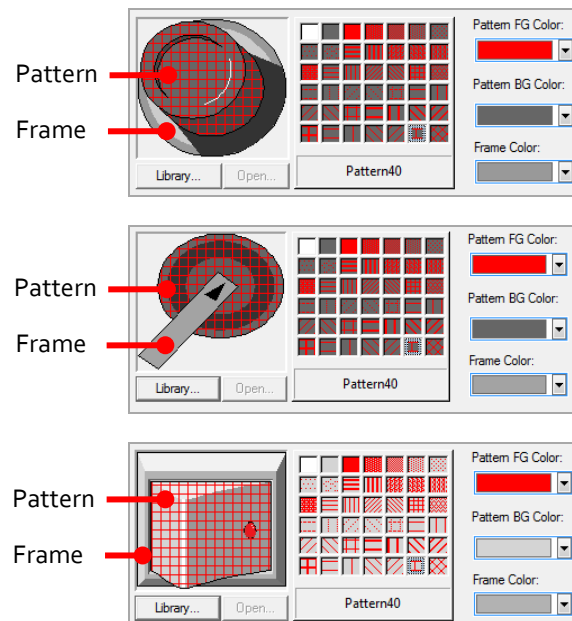 Pattern
Frame
Library...
Open...
Pattern40
Pattern FG Color:
Pattern BG Color:
Frame Color:
Pattern
Frame
Library...
Open...
Pattern40
Pattern FG Color:
Pattern BG Color:
Frame Color:
Pattern
Frame
Library...
Open...
Pattern40
Pattern FG Color:
Pattern BG Color:
Frame Color: